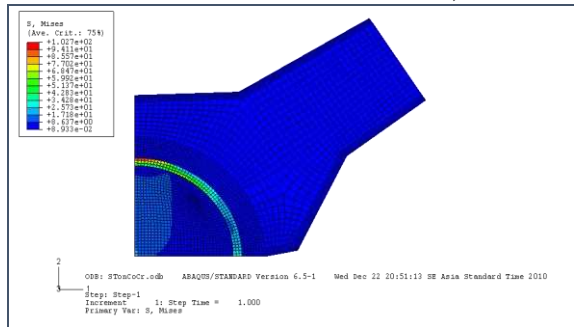 S, Mises
(Ave. Crit.: 75%)
+1.027e+02
+9.411e+01
+8.557e+01
+7.702e+01
+6.847e+01
+5.992e+01
+5.137e+01
+4.283e+01
+3.428e+01
+2.573e+01
+1.718e+01
+8.637e+00
+8.933e-02
2
3 1
ODB: STonCoCr.odb ABAQUS/STANDARD Version 6.5-1 Wed Dec 22 20:51:13 SE Asia Standard Time 2010
Step: Step-1
Increment 1: Step Time = 1.000
Primary Var: S, Mises